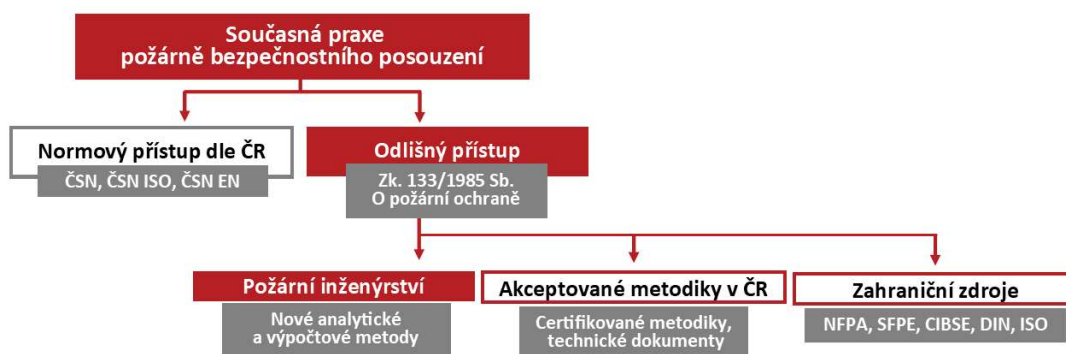 Současná praxe
požárně bezpečnostního posouzení
Normový přístup dle ČR
ČSN, ČSN ISO, ČSN EN
Odlišný přístup
Zk. 133/1985 Sb.
O požární ochraně
Požární inženýrství
Nové analytické
a výpočtové metody
Akceptované metodiky v ČR
Certifikované metodiky,
technické dokumenty
Zahraniční zdroje
NFPA, SFPE, CIBSE, DIN, ISO